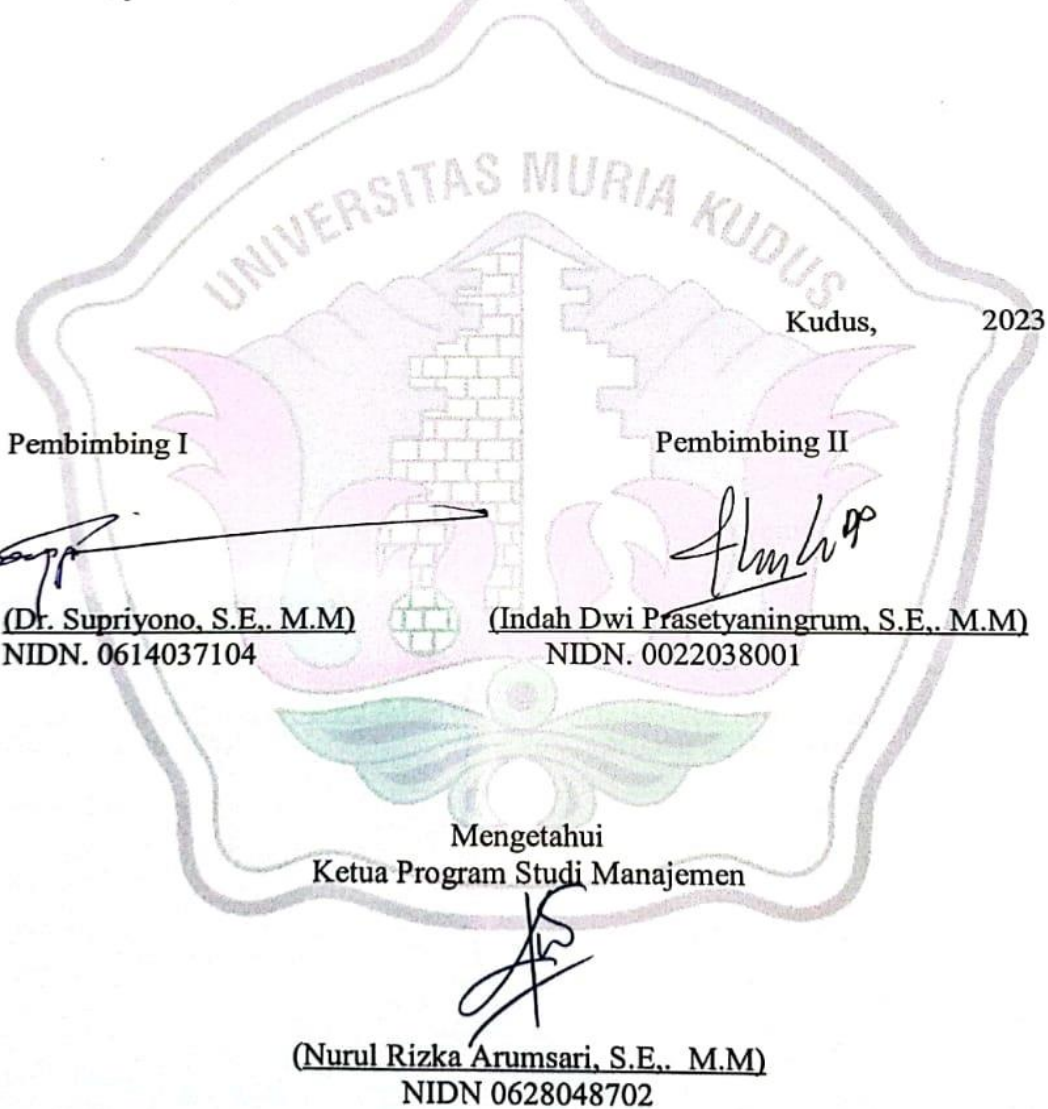 UNIVERSITAS MURIA KUDUS
Kudus, 2023
Pembimbing I Pembimbing II
(Dr. Supriyono, S.E,. M.M) (Indah Dwi Prasetyaningrum, S.E,. M.M)
NIDN. 0614037104 NIDN. 0022038001
Mengetahui
Ketua Program Studi Manajemen
(Nurul Rizka Arumsari, S.E,. M.M)
NIDN 0628048702